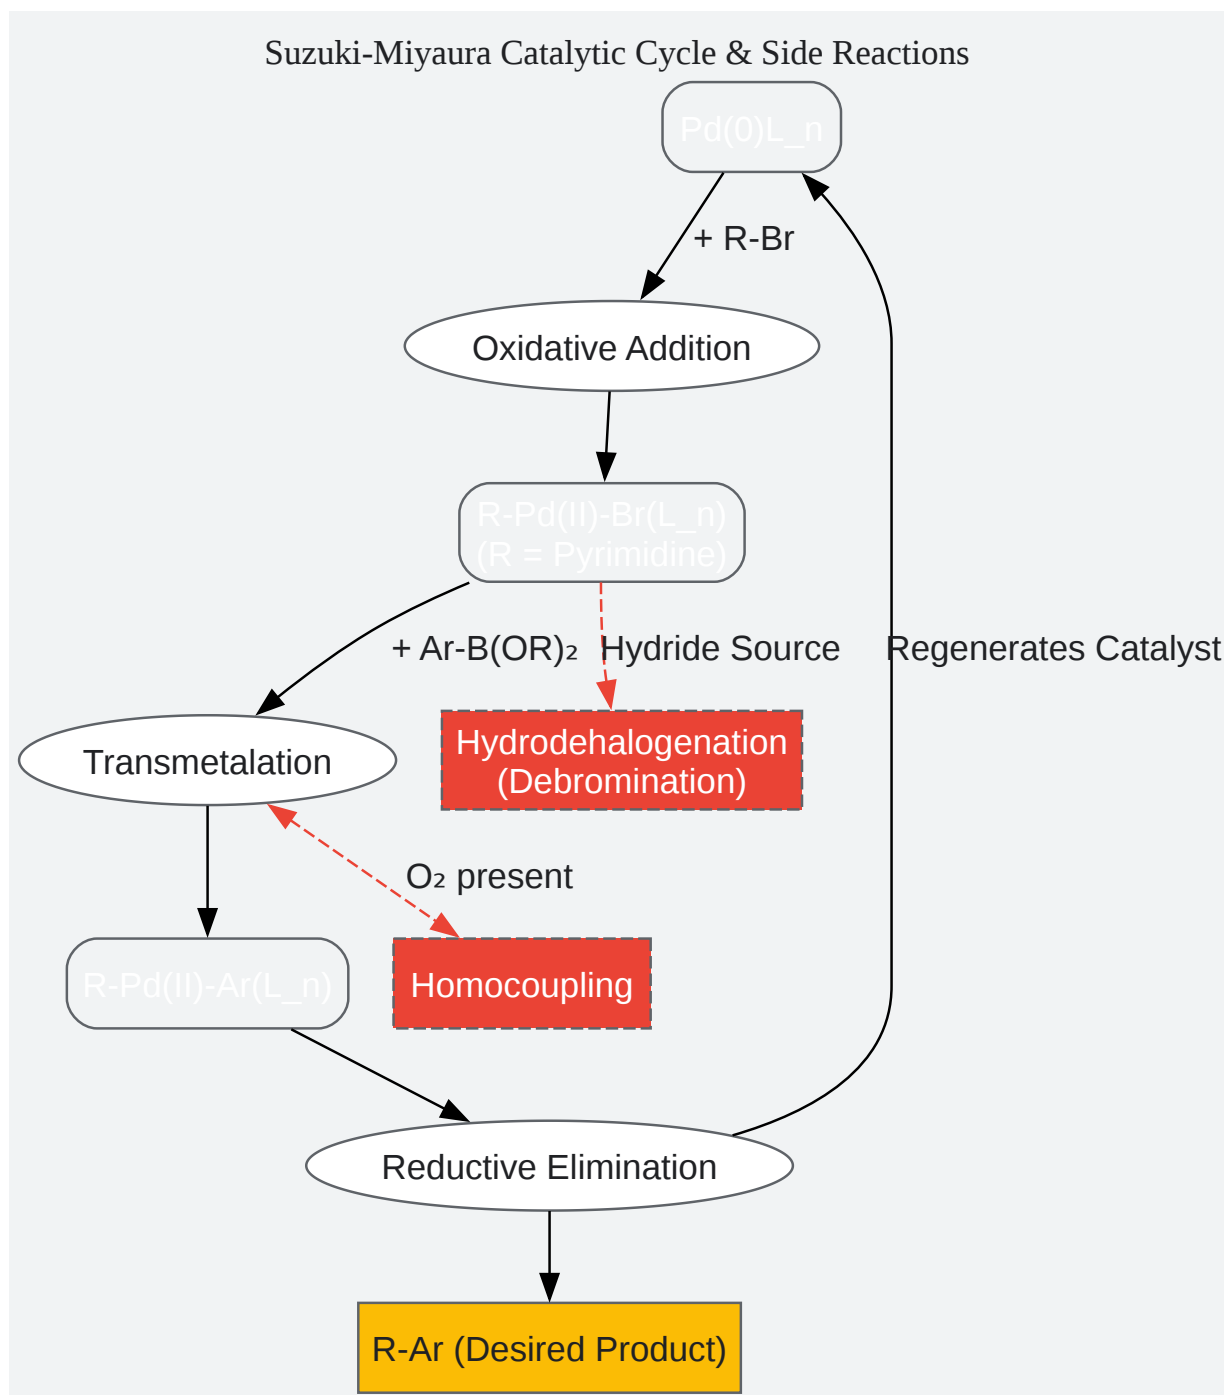 Suzuki-Miyaura Catalytic Cycle & Side Reactions
Pd(0)L_n
+ R-Br
Oxidative Addition
R-Pd(II)-Br(L_n)
(R = Pyrimidine)
+ Ar-B(OR)₂
Hydride Source
Regenerates Catalyst
Transmetalation
Hydrodehalogenation
(Debromination)
O₂ present
R-Pd(II)-Ar(L_n)
Homocoupling
Reductive Elimination
R-Ar (Desired Product)